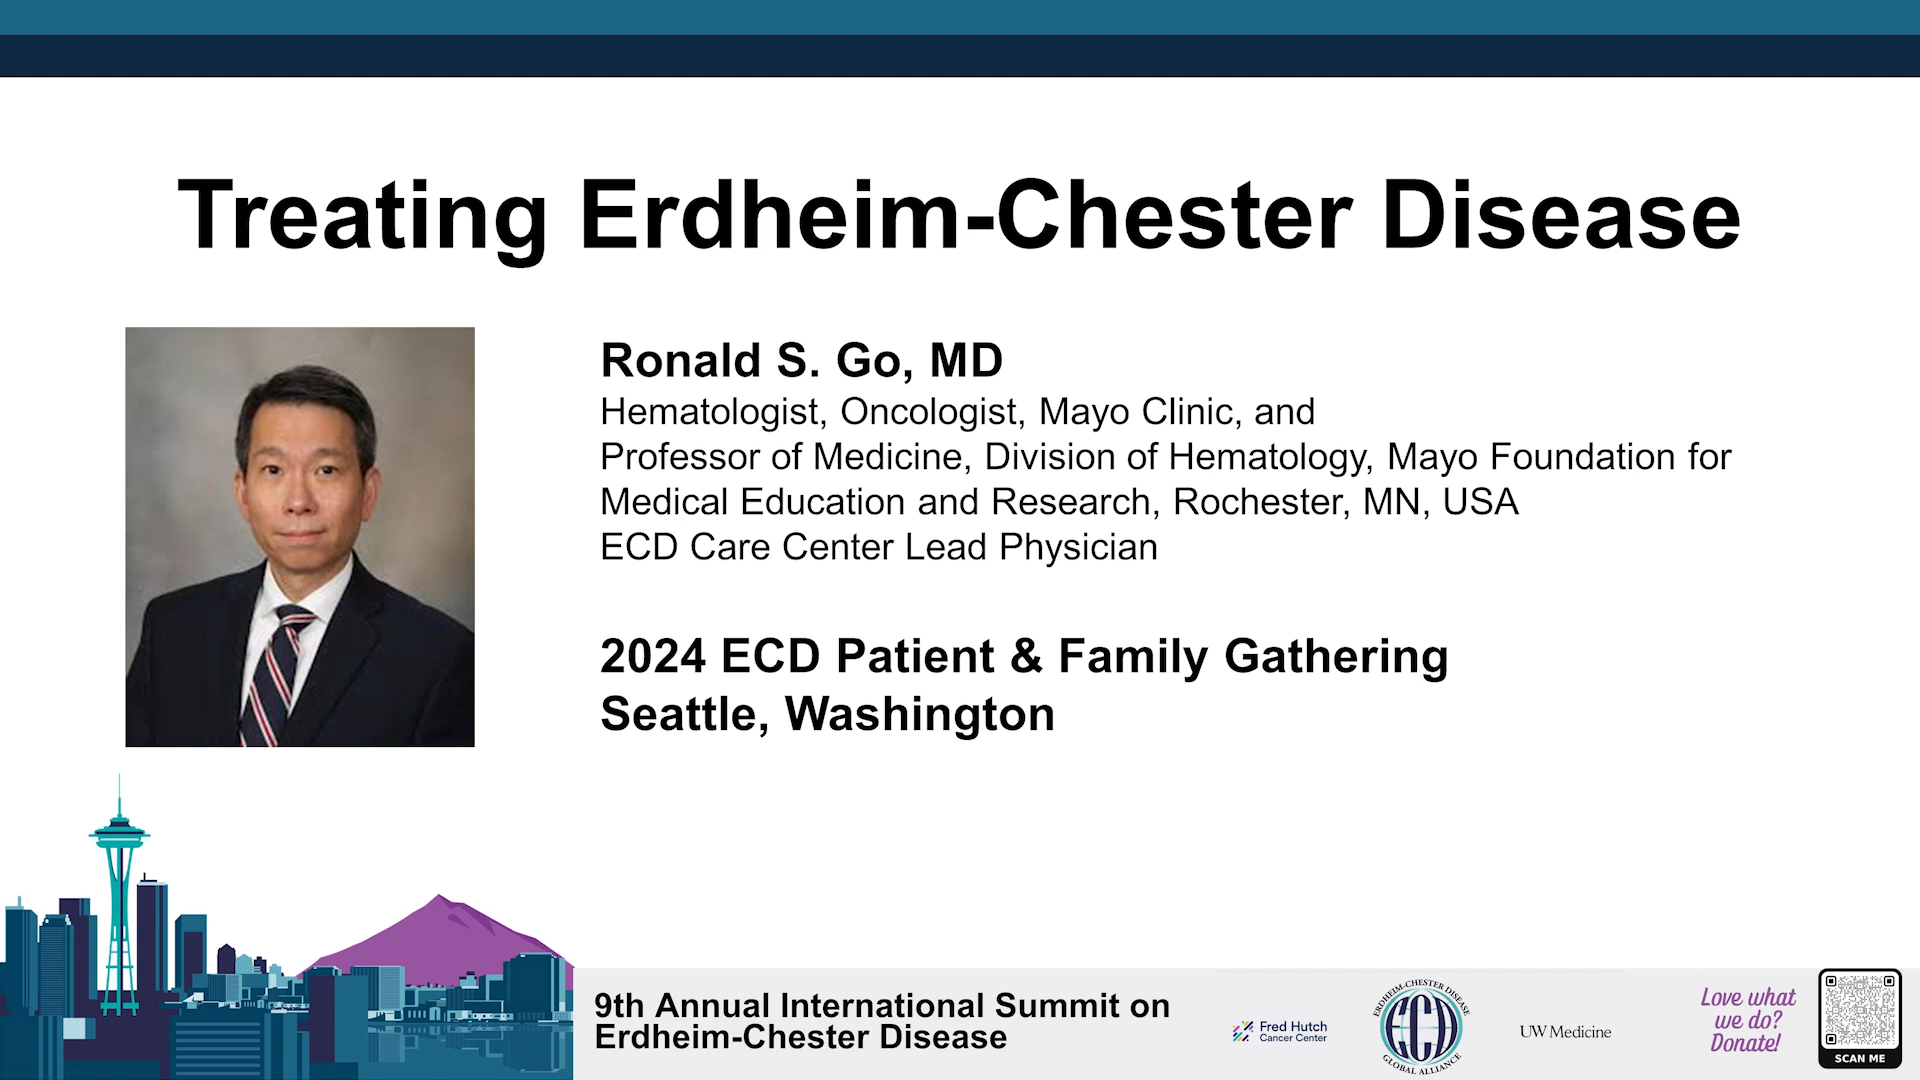 Treating Erdheim-Chester Disease
Ronald S. Go, MD
Hematologist, Oncologist, Mayo Clinic, and
Professor of Medicine, Division of Hematology, Mayo Foundation for
Medical Education and Research, Rochester, MN, USA
ECD Care Center Lead Physician
2024 ECD Patient & Family Gathering
Seattle, Washington
9th Annual International Summit on
Erdheim-Chester Disease
Fred Hutch
Cancer Center
ERDHEIM-CHESTER DISEASE
ECD
GLOBAL ALLIANCE
UW Medicine
Love what
we do?
Donate!
SCAN ME